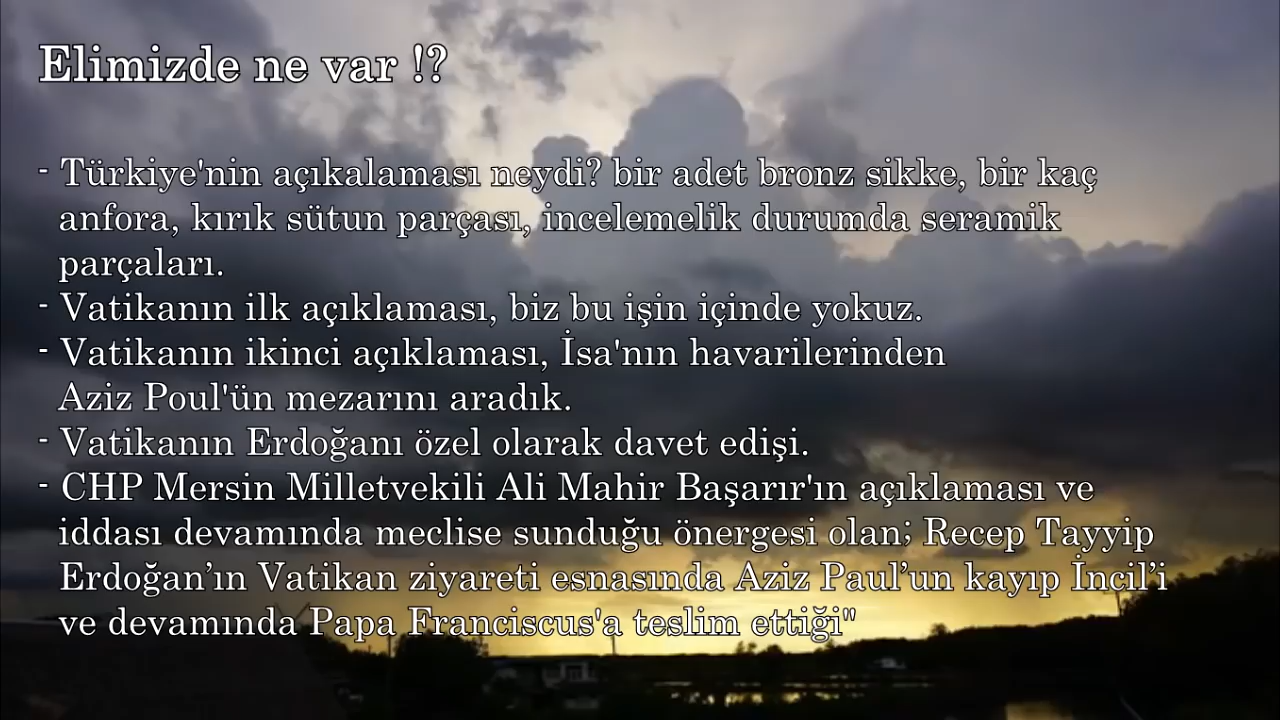 Elimizde ne var !?
- Türkiye'nin açıkalaması neydi? bir adet bronz sikke, bir kaç
anfora, kırık sütun parçası, incelemelik durumda seramik
parçaları.
- Vatikanın ilk açıklaması, biz bu işin içinde yokuz.
- Vatikanın ikinci açıklaması, İsa'nın havarilerinden
Aziz Poul'ün mezarını aradık.
- Vatikanın Erdoğanı özel olarak davet edişi.
- CHP Mersin Milletvekili Ali Mahir Başarır'ın açıklaması ve
iddası devamında meclise sunduğu önergesi olan; Recep Tayyip
Erdoğan’ın Vatikan ziyareti esnasında Aziz Paul’un kayıp İncil’i
ve devamında Papa Franciscus'a teslim ettiği"